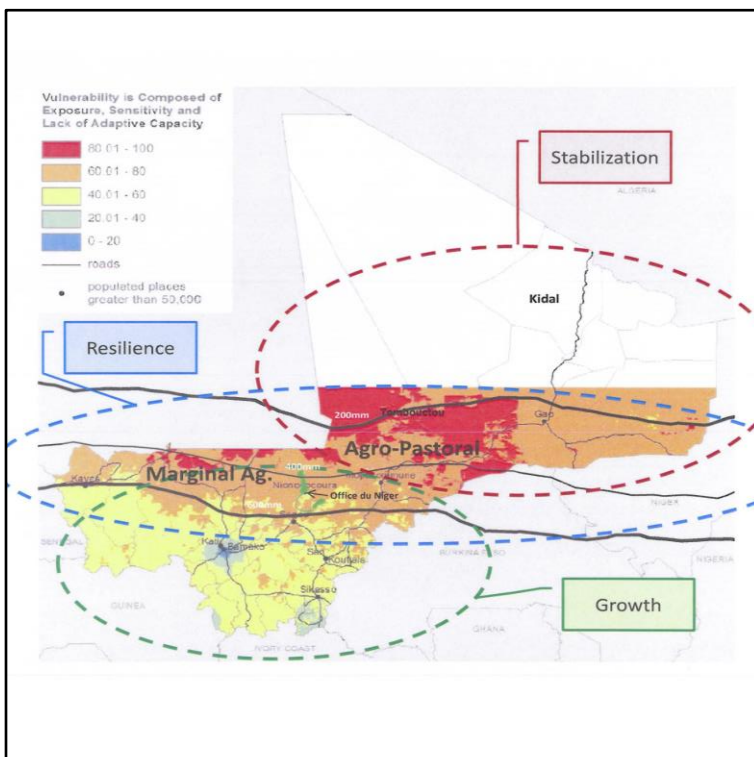 Vulnerability is Composed of
Exposure, Sensitivity and
Lack of Adaptive Capacity
80.01 - 100
60.01 - 80
40.01 - 60
20.01 - 40
0 - 20
roads
populated places
greater than 50,000
Stabilization
ALGERIA
Kidal
Resilience
200mm
Tombouctou
Gao
Agro-Pastoral
Marginal Ag.
400mm
Kayes
Office du Niger
NIGER
SENEGAL
Kati
Bamako
San
Koutiala
BURKINA FASO
NIGERIA
Sikasso
GUINEA
Growth
GHANA
IVORY COAST